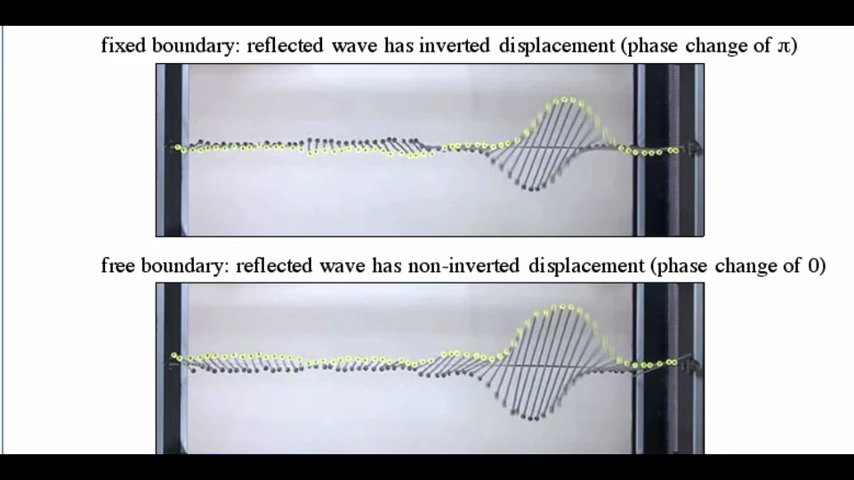 fixed boundary: reflected wave has inverted displacement (phase change of π)
free boundary: reflected wave has non-inverted displacement (phase change of 0)